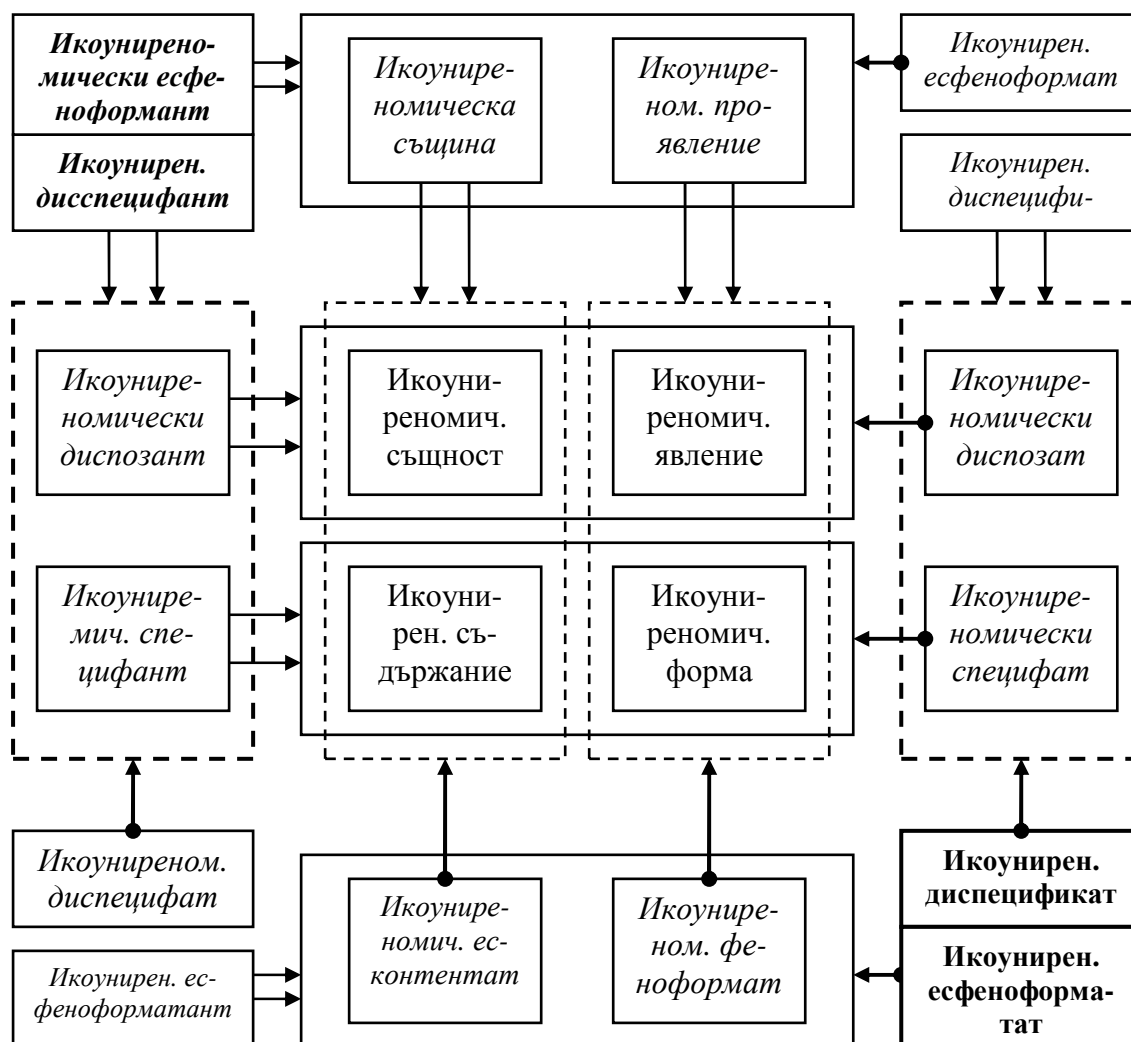 Икоунирено-
мически есфе-
ноформант
Икоунирен.
дисспецифант
Икоунире-
номическа
същина
Икоунире-
ном. про-
явление
Икоунирен.
есфеноформат
Икоунирен.
диспецифи-
Икоунире-
номически
диспозант
Икоуни-
реномич.
същност
Икоуни-
реномич.
явление
Икоунире-
номически
диспозат
Икоунире-
мич. спе-
цифант
Икоуни-
рен. съ-
държание
Икоуни-
реномич.
форма
Икоунире-
номически
специфат
Икоуниреном.
диспецифат
Икоунирен. ес-
феноформатант
Икоунире-
номич. ес-
контентат
Икоунире-
ном. фе-
ноформат
Икоунирен.
диспецификат
Икоунирен.
есфеноформа-
тат